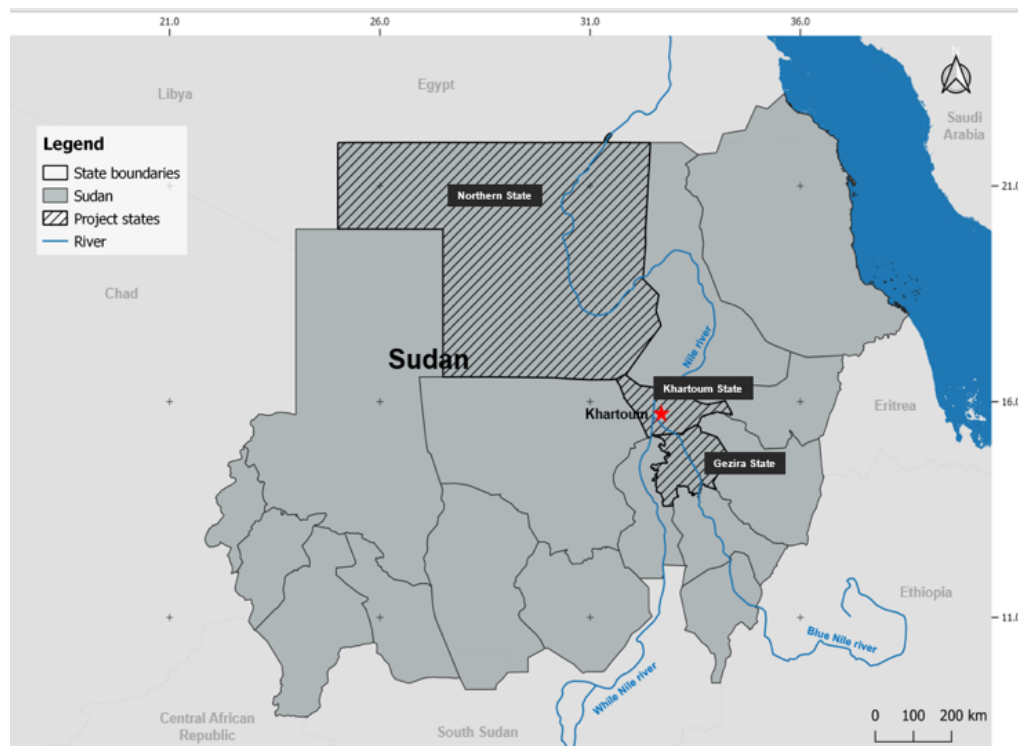 21.0
26.0
31.0
36.0
N
Libya
Egypt
Saudi
Arabia
Legend
State boundaries
Sudan
Project states
River
21.0
Northern State
Chad
Sudan
Nile river
Khartoum State
16.0
Khartoum
Eritrea
Gezira State
Ethiopia
11.0
Blue Nile river
While Nile river
Central African
Republic
South Sudan
0 100 200 km